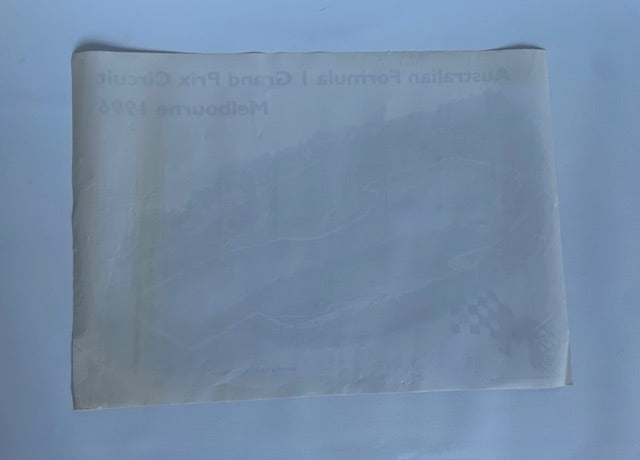 Australian Formula 1 Grand Prix Circuit
Melbourne 1996